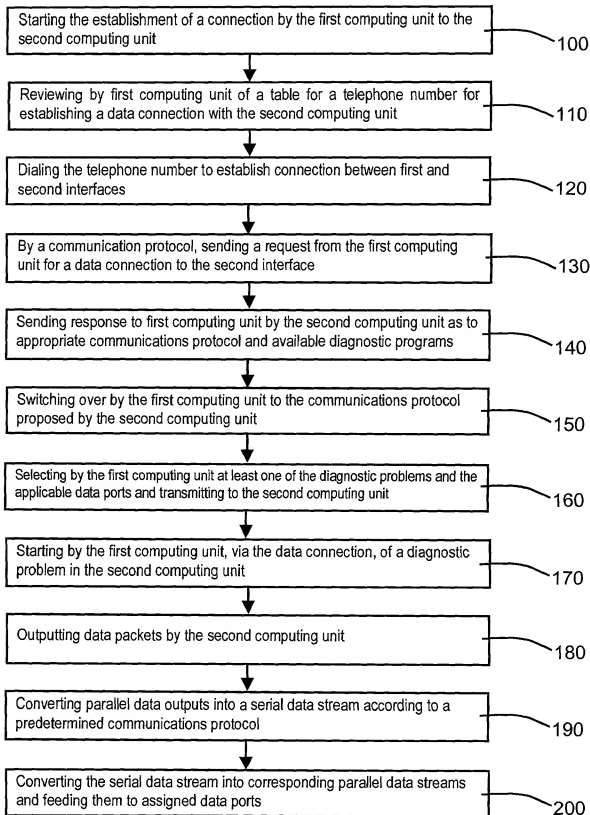 Starting the establishment of a connection by the first computing unit to the
second computing unit
100
Reviewing by first computing unit of a table for a telephone number for
establishing a data connection with the second computing unit
110
Dialing the telephone number to establish connection between first and
second interfaces
120
By a communication protocol, sending a request from the first computing
unit for a data connection to the second interface
130
Sending response to first computing unit by the second computing unit as to
appropriate communications protocol and available diagnostic programs
140
Switching over by the first computing unit to the communications protocol
proposed by the second computing unit
150
Selecting by the first computing unit at least one of the diagnostic problems and the
applicable data ports and transmitting to the second computing unit
160
Starting by the first computing unit, via the data connection, of a diagnostic
problem in the second computing unit
170
Outputting data packets by the second computing unit
180
Converting parallel data outputs into a serial data stream according to a
predetermined communications protocol
190
Converting the serial data stream into corresponding parallel data streams
and feeding them to assigned data ports
200